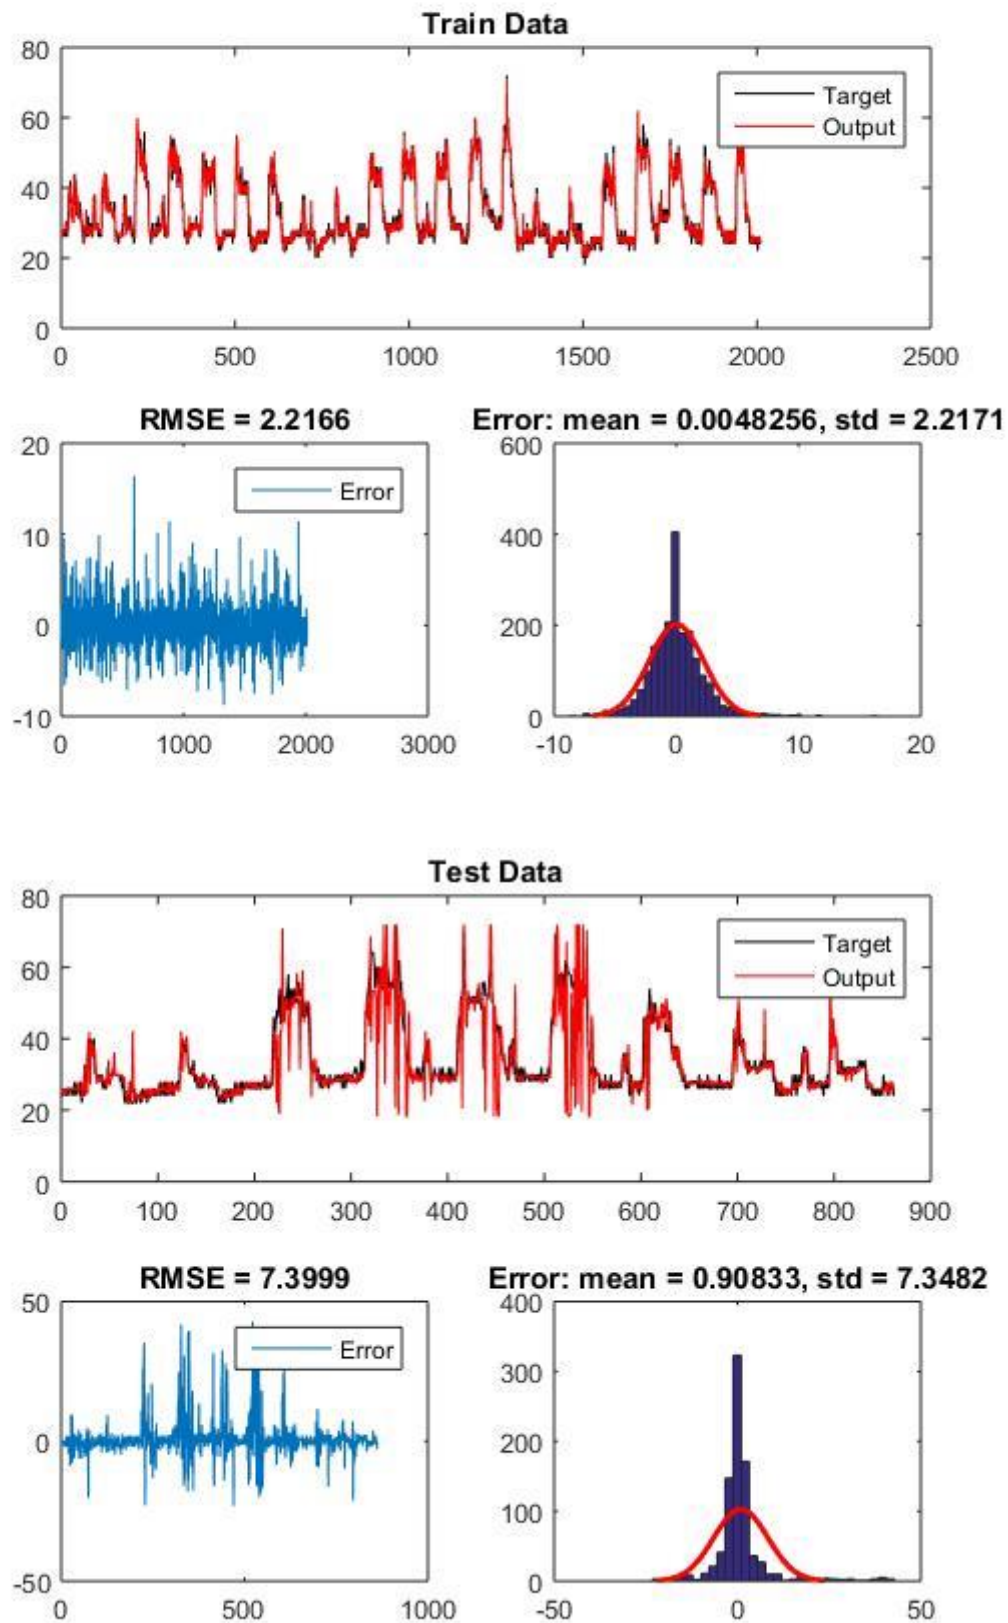 Train Data
80
60
40
20
0
0 500 1000 1500 2000 2500
Target
Output
RMSE = 2.2166
20
10
0
-10
0 1000 2000 3000
Error
Error: mean = 0.0048256, std = 2.2171
600
400
200
0
-10 0 10 20
Test Data
80
60
40
20
0
0 100 200 300 400 500 600 700 800 900
Target
Output
RMSE = 7.3999
50
0
-50
0 500 1000
Error
Error: mean = 0.90833, std = 7.3482
400
300
200
100
0
-50 0 50